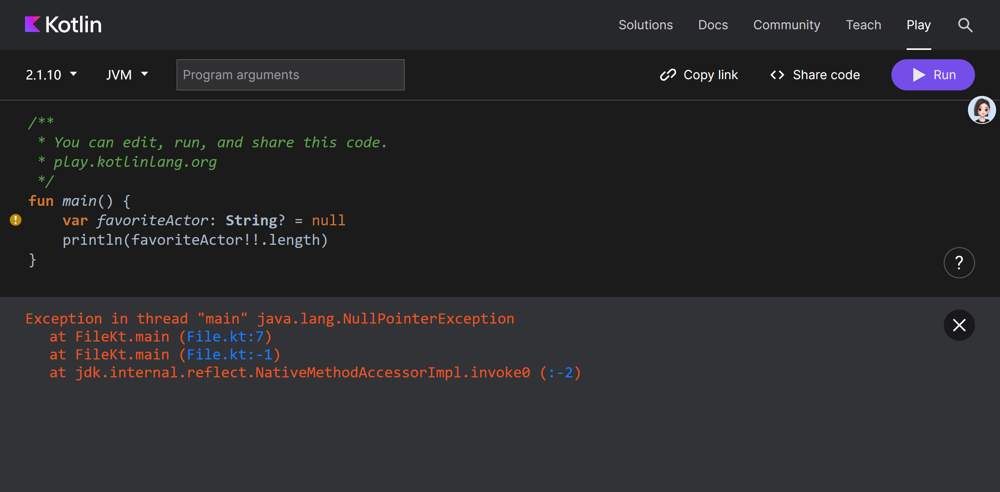 Kotlin
Solutions Docs Community Teach Play
2.1.10 JVM Program arguments Copy link Share code Run
/**
 * You can edit, run, and share this code.
 * play.kotlinlang.org
 */
fun main() {
    var favoriteActor: String? = null
    println(favoriteActor!!.length)
}
?
Exception in thread "main" java.lang.NullPointerException
   at FileKt.main (File.kt:7)
   at FileKt.main (File.kt:-1)
   at jdk.internal.reflect.NativeMethodAccessorImpl.invoke0 (:-2)